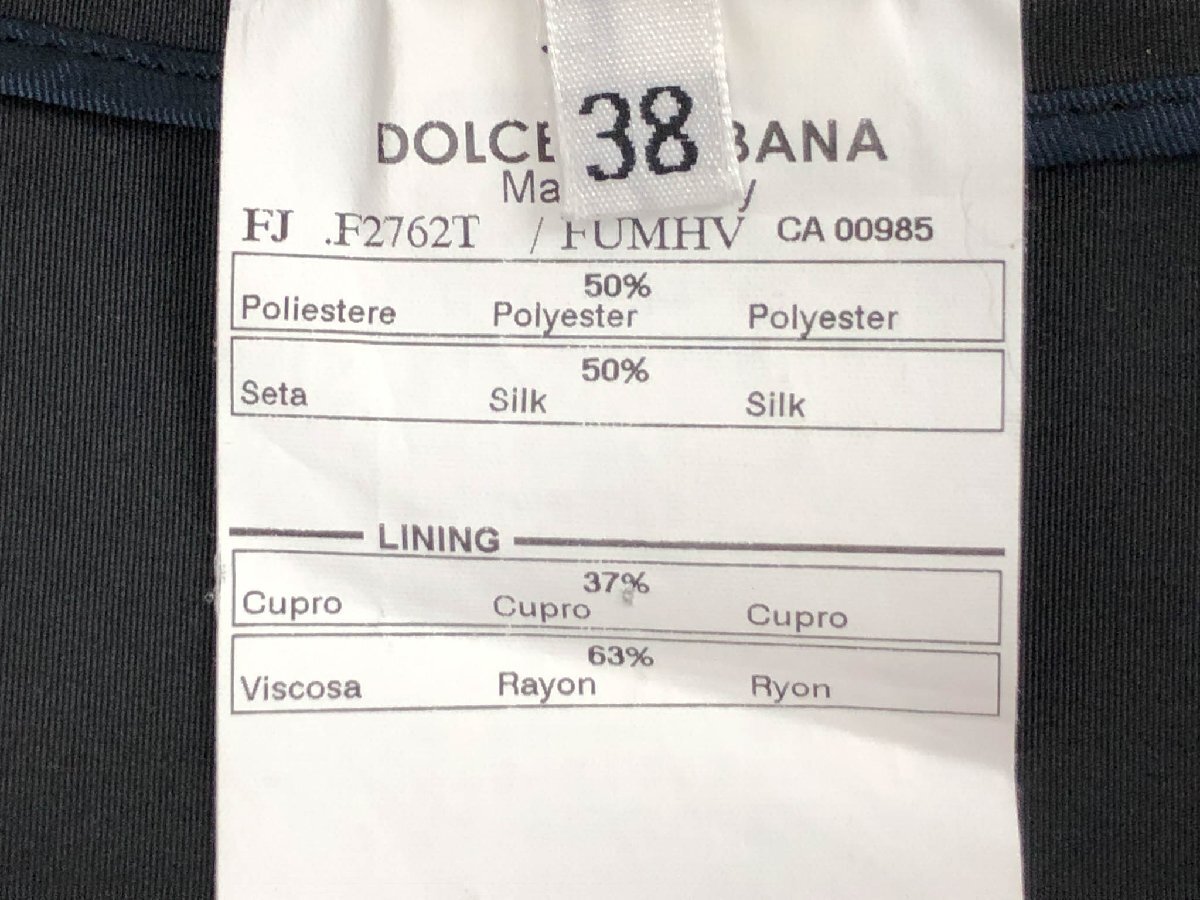 38
DOLCE BANA
Ma y
FJ .F2762T / FUMHV CA 00985
50%
Poliestere Polyester Polyester
50%
Seta Silk Silk
LINING
37%
Cupro Cupro Cupro
63%
Viscosa Rayon Ryon